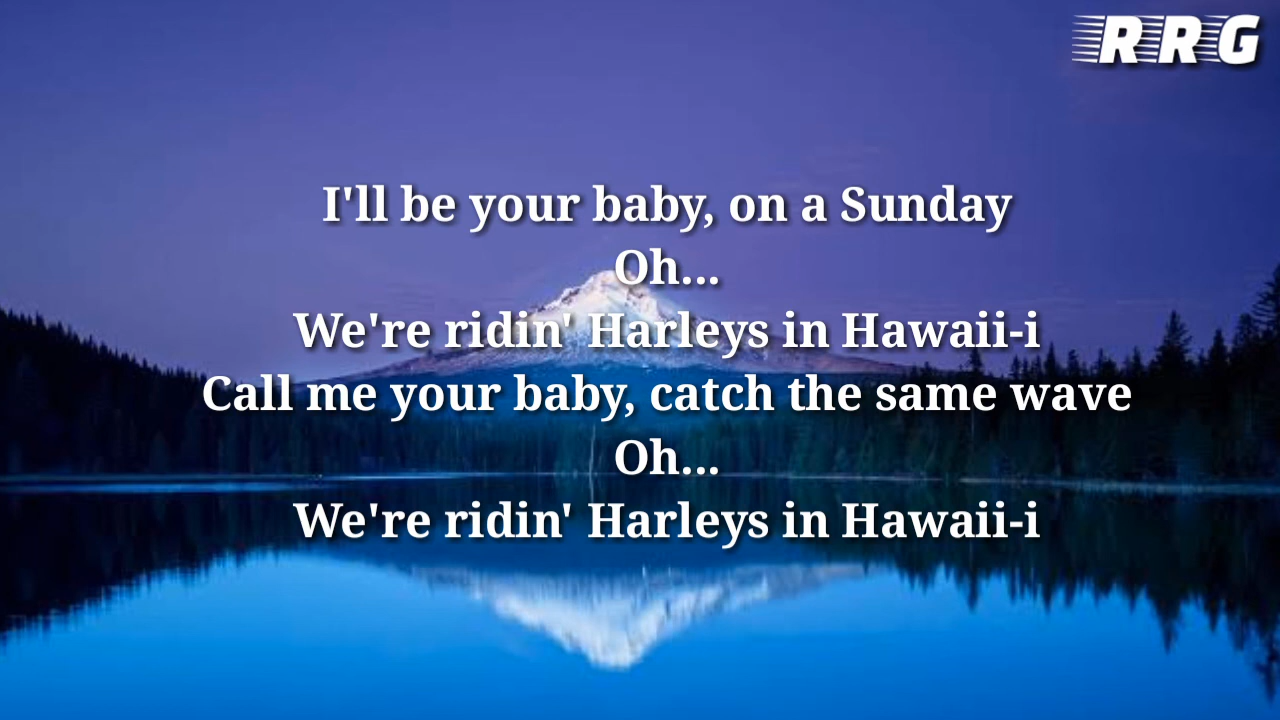 RRG
I'll be your baby, on a Sunday
Oh...
We're ridin' Harleys in Hawaii-i
Call me your baby, catch the same wave
Oh...
We're ridin' Harleys in Hawaii-i